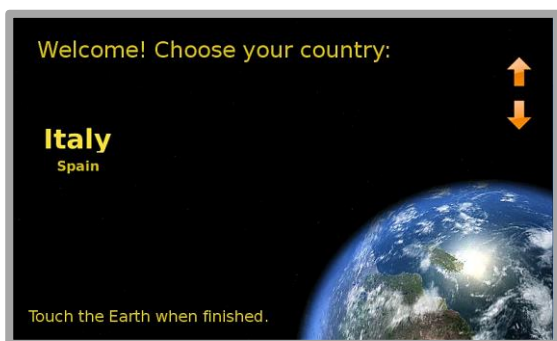 Welcome! Choose your country:
Italy
Spain
Touch the Earth when finished.